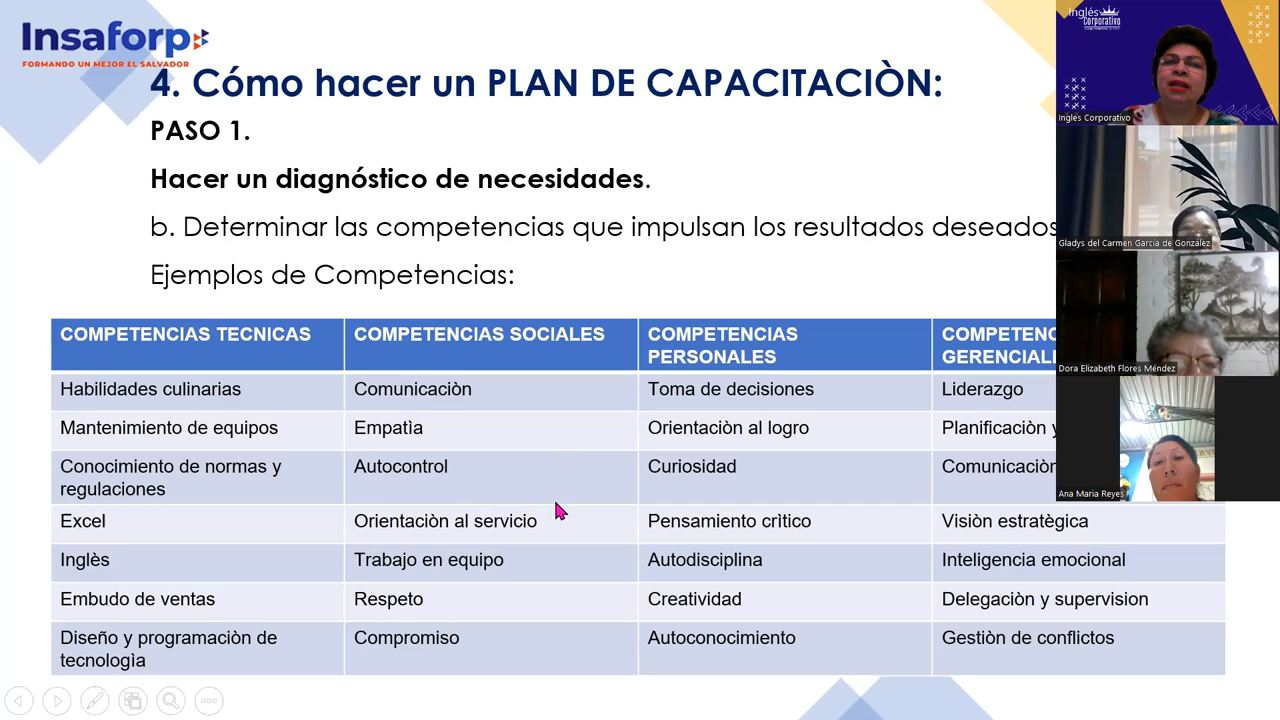 Insaforp
FORMANDO UN MEJOR EL SALVADOR
4. Cómo hacer un PLAN DE CAPACITACIÒN:
PASO 1.
Hacer un diagnóstico de necesidades.
b. Determinar las competencias que impulsan los resultados deseados
Ejemplos de Competencias:
COMPETENCIAS TECNICAS
COMPETENCIAS SOCIALES
COMPETENCIAS
PERSONALES
Habilidades culinarias
Comunicaciòn
Toma de decisiones
Liderazgo
Mantenimiento de equipos
Empatìa
Orientaciòn al logro
Planificaciòn y
Conocimiento de normas y
regulaciones
Autocontrol
Curiosidad
Comunicaciòn
Excel
Orientaciòn al servicio
Pensamiento crìtico
Visiòn estratègica
Inglès
Trabajo en equipo
Autodisciplina
Inteligencia emocional
Embudo de ventas
Respeto
Creatividad
Delegaciòn y supervision
Diseño y programaciòn de
tecnologìa
Compromiso
Autoconocimiento
Gestiòn de conflictos
Inglés
Corporativo
Inglés Corporativo
Gladys del Carmen García de González
Dora Elizabeth Flores Méndez
Ana Maria Reyes